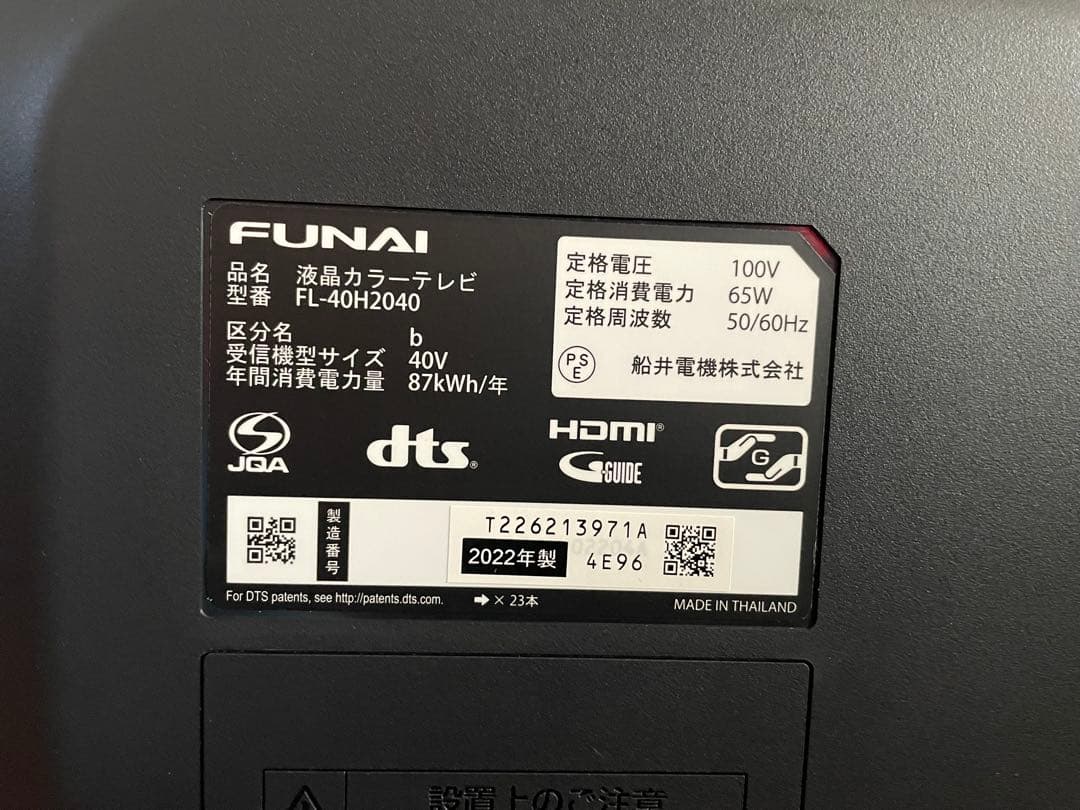 FUNAI
品名 液晶カラーテレビ
型番 FL-40H2040
区分名 b
受信機型サイズ 40V
年間消費電力量 87kWh/年
定格電圧 100V
定格消費電力 65W
定格周波数 50/60Hz
PSE 船井電機株式会社
JQA
dts®
HDMI®
G-GUIDE
G
製造番号
T226213971A
2022年製 4E96
For DTS patents, see http://patents.dts.com.
➡ × 23本
MADE IN THAILAND
設置上のご注意